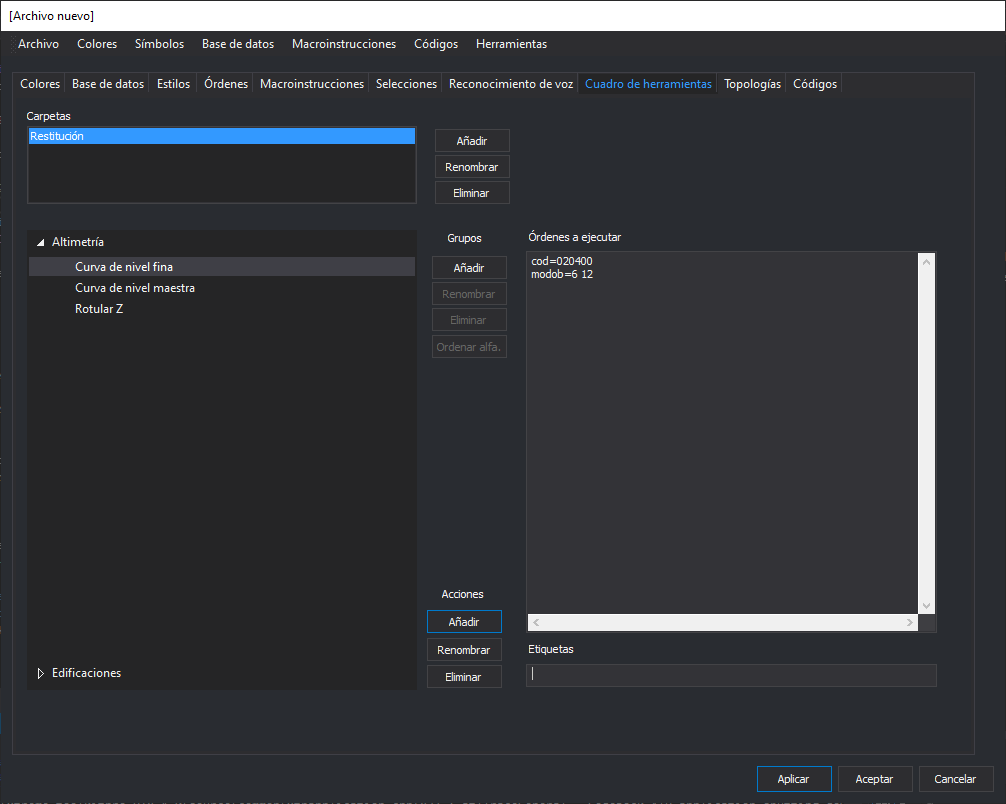 [Archivo nuevo]
Archivo Colores Símbolos Base de datos Macroinstrucciones Códigos Herramientas
Colores Base de datos Estilos Órdenes Macroinstrucciones Selecciones Reconocimiento de voz Cuadro de herramientas Topologías Códigos
Carpetas
Restitución
Añadir
Renombrar
Eliminar
Altimetría
Curva de nivel fina
Curva de nivel maestra
Rotular Z
Edificaciones
Grupos
Añadir
Renombrar
Eliminar
Ordenar alfa.
Acciones
Añadir
Renombrar
Eliminar
Órdenes a ejecutar
cod=020400
modob=6 12
Etiquetas
Aplicar Aceptar Cancelar